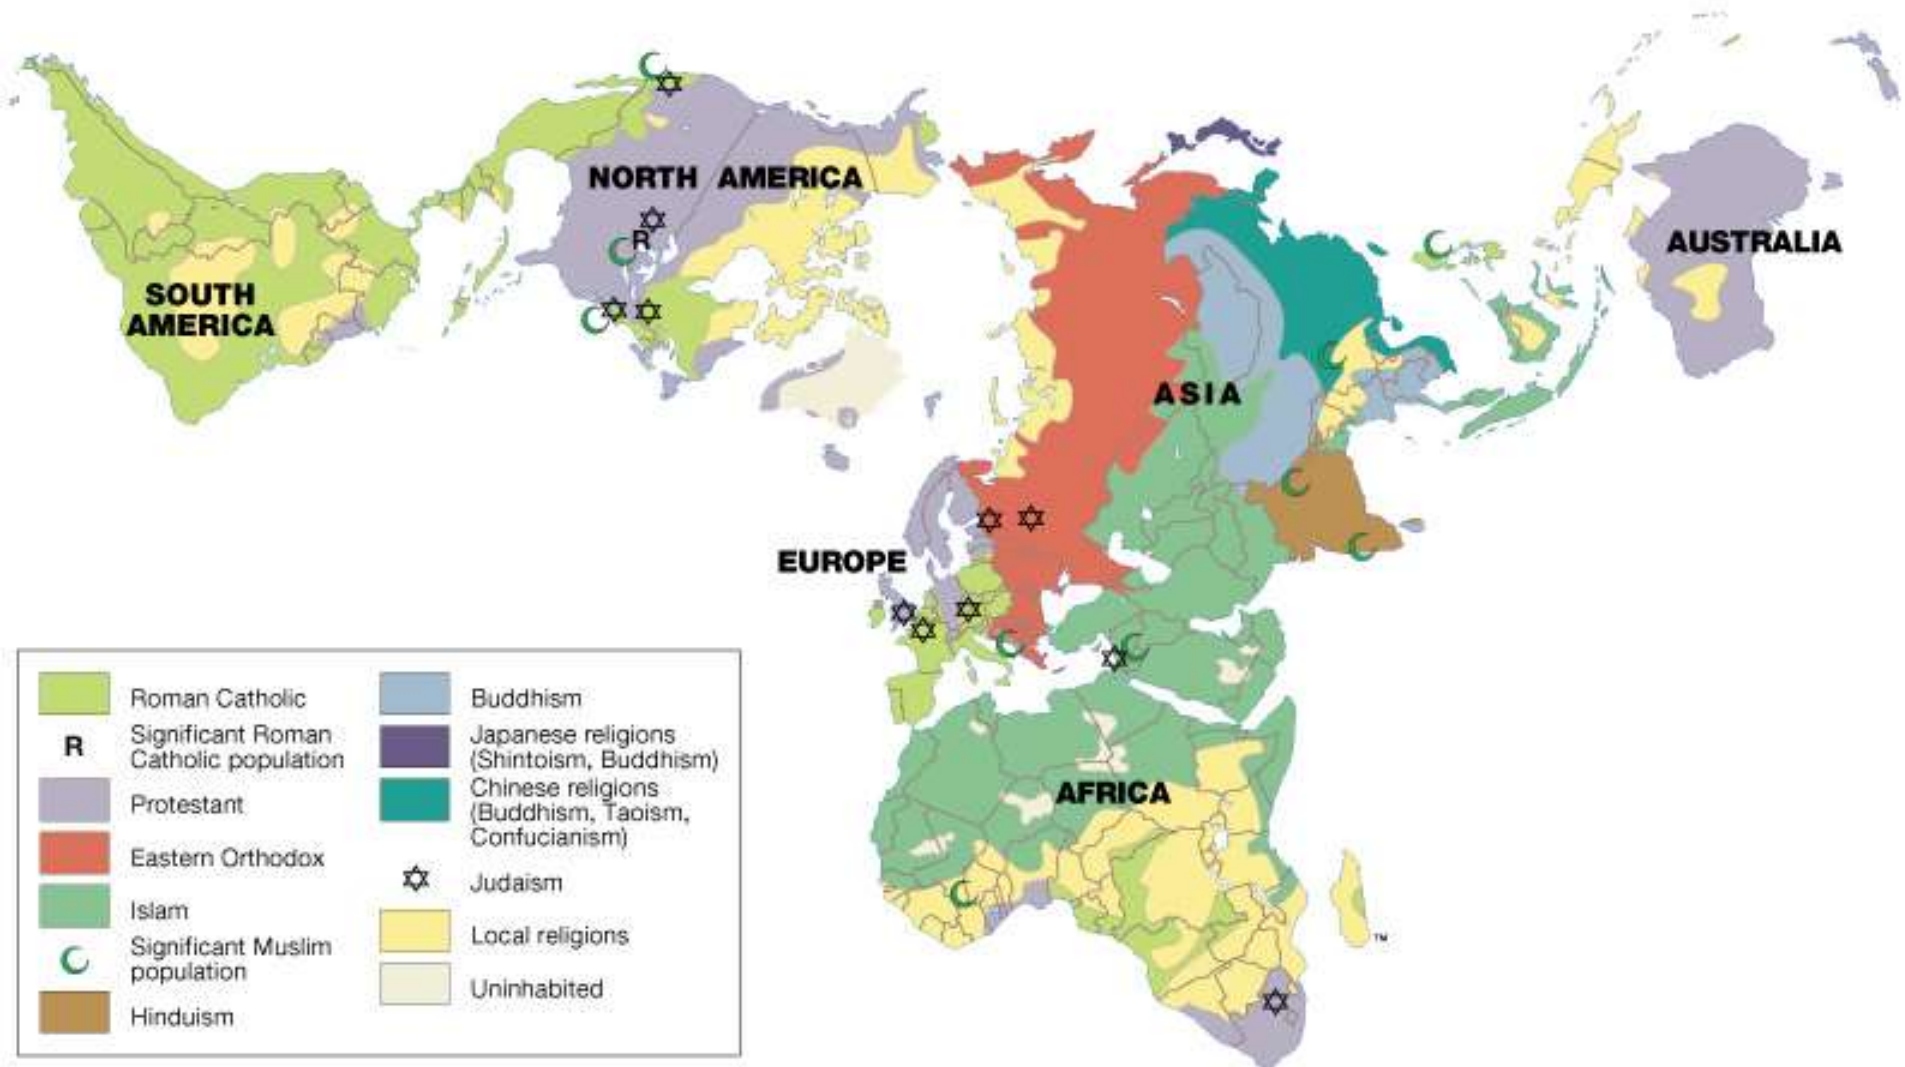 NORTH AMERICA
R
AUSTRALIA
SOUTH
AMERICA
ASIA
EUROPE
AFRICA
™
Roman Catholic
R
Significant Roman
Catholic population
Protestant
Eastern Orthodox
Islam
Significant Muslim
population
Hinduism
Buddhism
Japanese religions
(Shintoism, Buddhism)
Chinese religions
(Buddhism, Taoism,
Confucianism)
Judaism
Local religions
Uninhabited